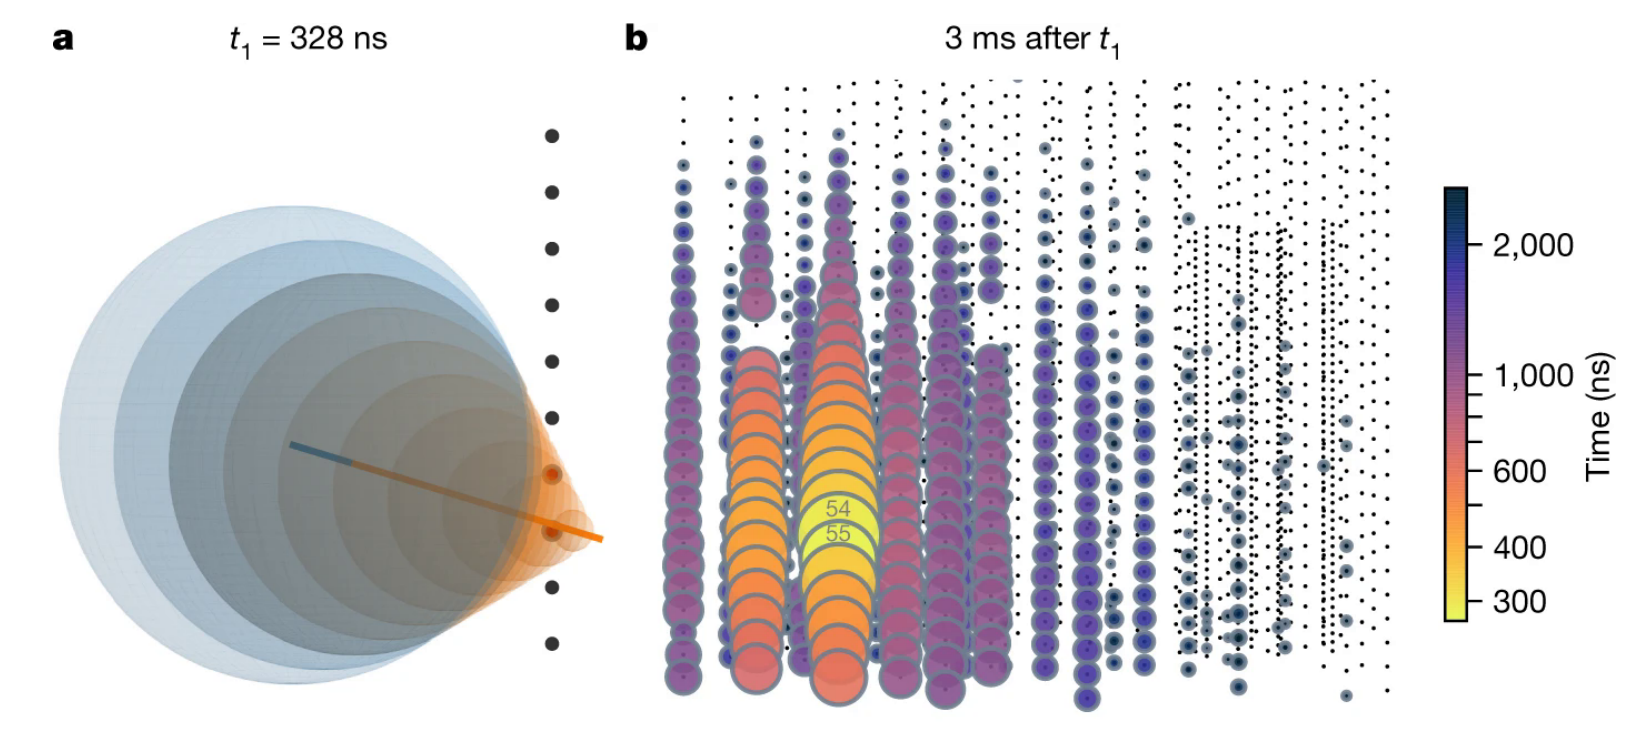 a
t₁ = 328 ns
b
3 ms after t₁
54
55
2,000
1,000
600
400
300
Time (ns)